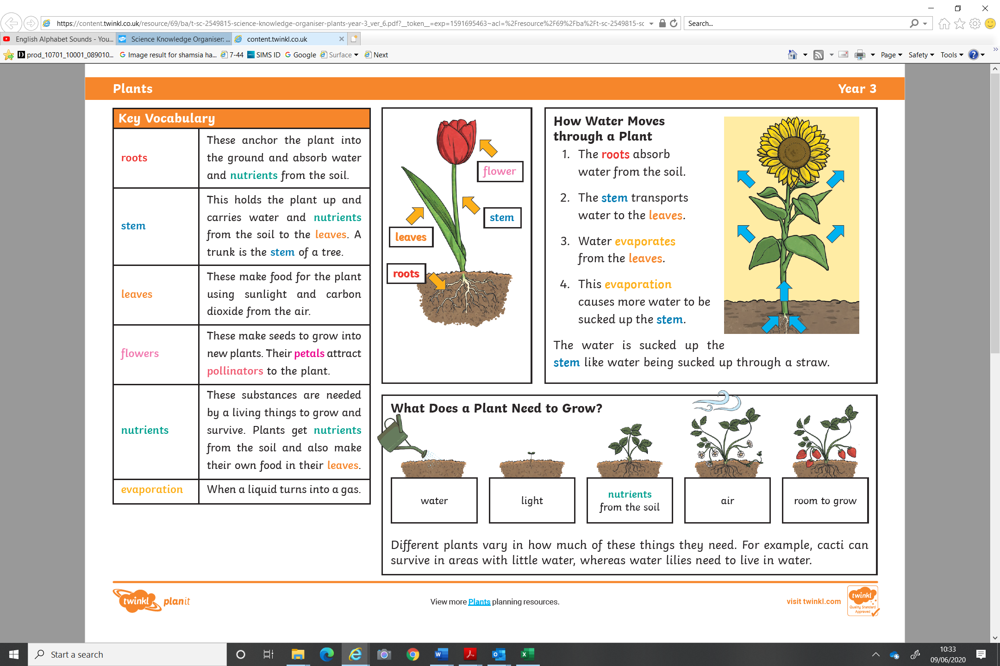 https://content.twinkl.co.uk/resource/69/ba/t-sc-2549815-science-knowledge-organiser-plants-year-3_ver_6.pdf?__token__=exp=1591695463~acl=%2Fresource%2F69%2Fba%2Ft-sc-2549815-sc
Search...
English Alphabet Sounds - You...
Science Knowledge Organiser: ...
content.twinkl.co.uk
prod_10701_10001_089010...
Image result for shamsia ha...
7-44
SIMS ID
Google
Surface
Next
Page
Safety
Tools
Plants
Year 3
Key Vocabulary
roots
These anchor the plant into
the ground and absorb water
and nutrients from the soil.
stem
This holds the plant up and
carries water and nutrients
from the soil to the leaves. A
trunk is the stem of a tree.
leaves
These make food for the plant
using sunlight and carbon
dioxide from the air.
flowers
These make seeds to grow into
new plants. Their petals attract
pollinators to the plant.
nutrients
These substances are needed
by a living things to grow and
survive. Plants get nutrients
from the soil and also make
their own food in their leaves.
evaporation
When a liquid turns into a gas.
flower
stem
leaves
roots
How Water Moves
through a Plant
1. The roots absorb
water from the soil.
2. The stem transports
water to the leaves.
3. Water evaporates
from the leaves.
4. This evaporation
causes more water to be
sucked up the stem.
The water is sucked up the
stem like water being sucked up through a straw.
What Does a Plant Need to Grow?
water
light
nutrients
from the soil
air
room to grow
Different plants vary in how much of these things they need. For example, cacti can
survive in areas with little water, whereas water lilies need to live in water.
twinkl planit
View more Plants planning resources.
visit twinkl.com
twinkl
Quality Standard
Approved
Start a search
10:33
09/06/2020